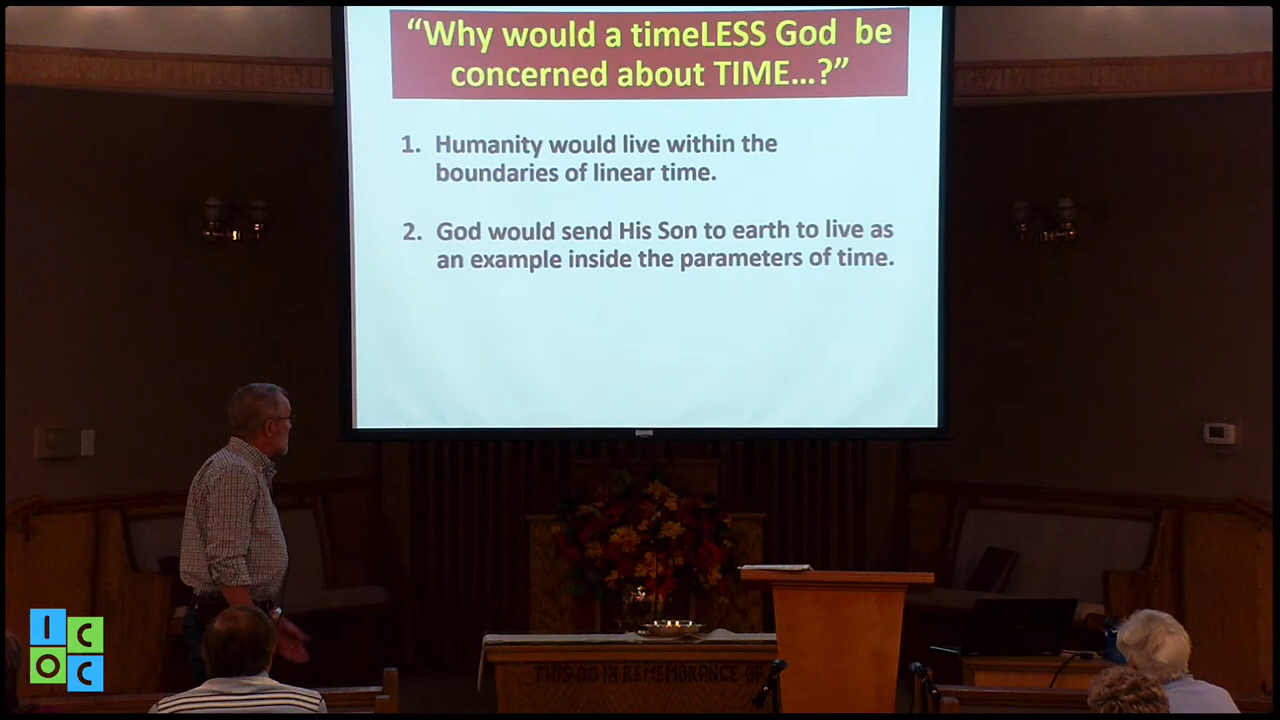 “Why would a timeLESS God be
concerned about TIME...?”
1. Humanity would live within the
boundaries of linear time.
2. God would send His Son to earth to live as
an example inside the parameters of time.
THIS DO IN REMEMBRANCE OF
I C
O C